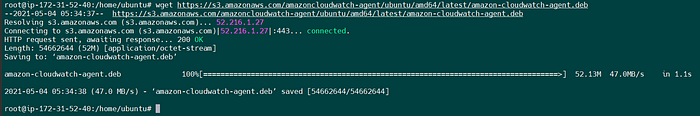 root@ip-172-31-52-40:/home/ubuntu# wget https://s3.amazonaws.com/amazoncloudwatch-agent/ubuntu/amd64/latest/amazon-cloudwatch-agent.deb
--2021-05-04 05:34:37--  https://s3.amazonaws.com/amazoncloudwatch-agent/ubuntu/amd64/latest/amazon-cloudwatch-agent.deb
Resolving s3.amazonaws.com (s3.amazonaws.com)... 52.216.1.27
Connecting to s3.amazonaws.com (s3.amazonaws.com)|52.216.1.27|:443... connected.
HTTP request sent, awaiting response... 200 OK
Length: 54662644 (52M) [application/octet-stream]
Saving to: ‘amazon-cloudwatch-agent.deb’
amazon-cloudwatch-agent.deb 100%[=====================================================================>] 52.13M 47.0MB/s in 1.1s
2021-05-04 05:34:38 (47.0 MB/s) - ‘amazon-cloudwatch-agent.deb’ saved [54662644/54662644]
root@ip-172-31-52-40:/home/ubuntu#